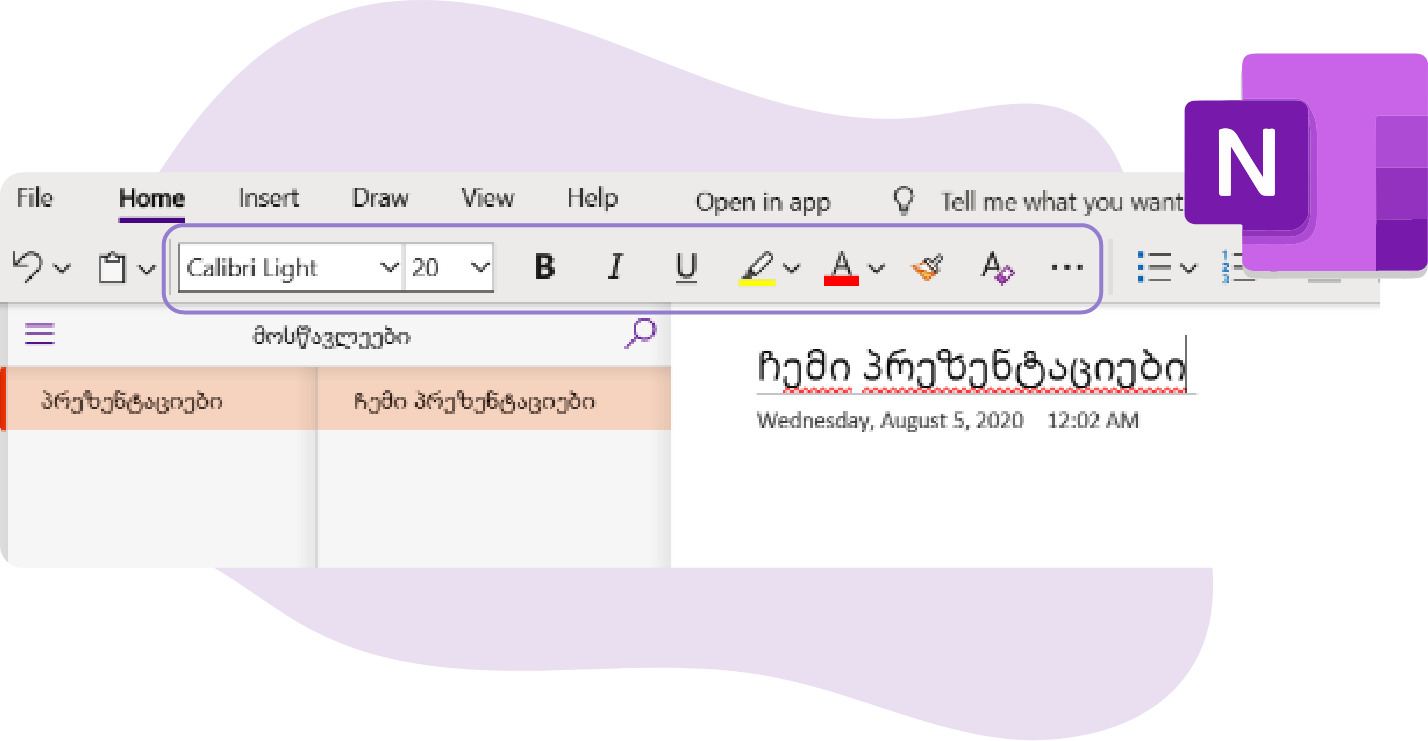 N
File Home Insert Draw View Help Open in app Tell me what you want
Calibri Light 20 B I U A A
მოსწავლეები
ჩემი პრეზენტაციები
პრეზენტაციები ჩემი პრეზენტაციები
Wednesday, August 5, 2020 12:02 AM